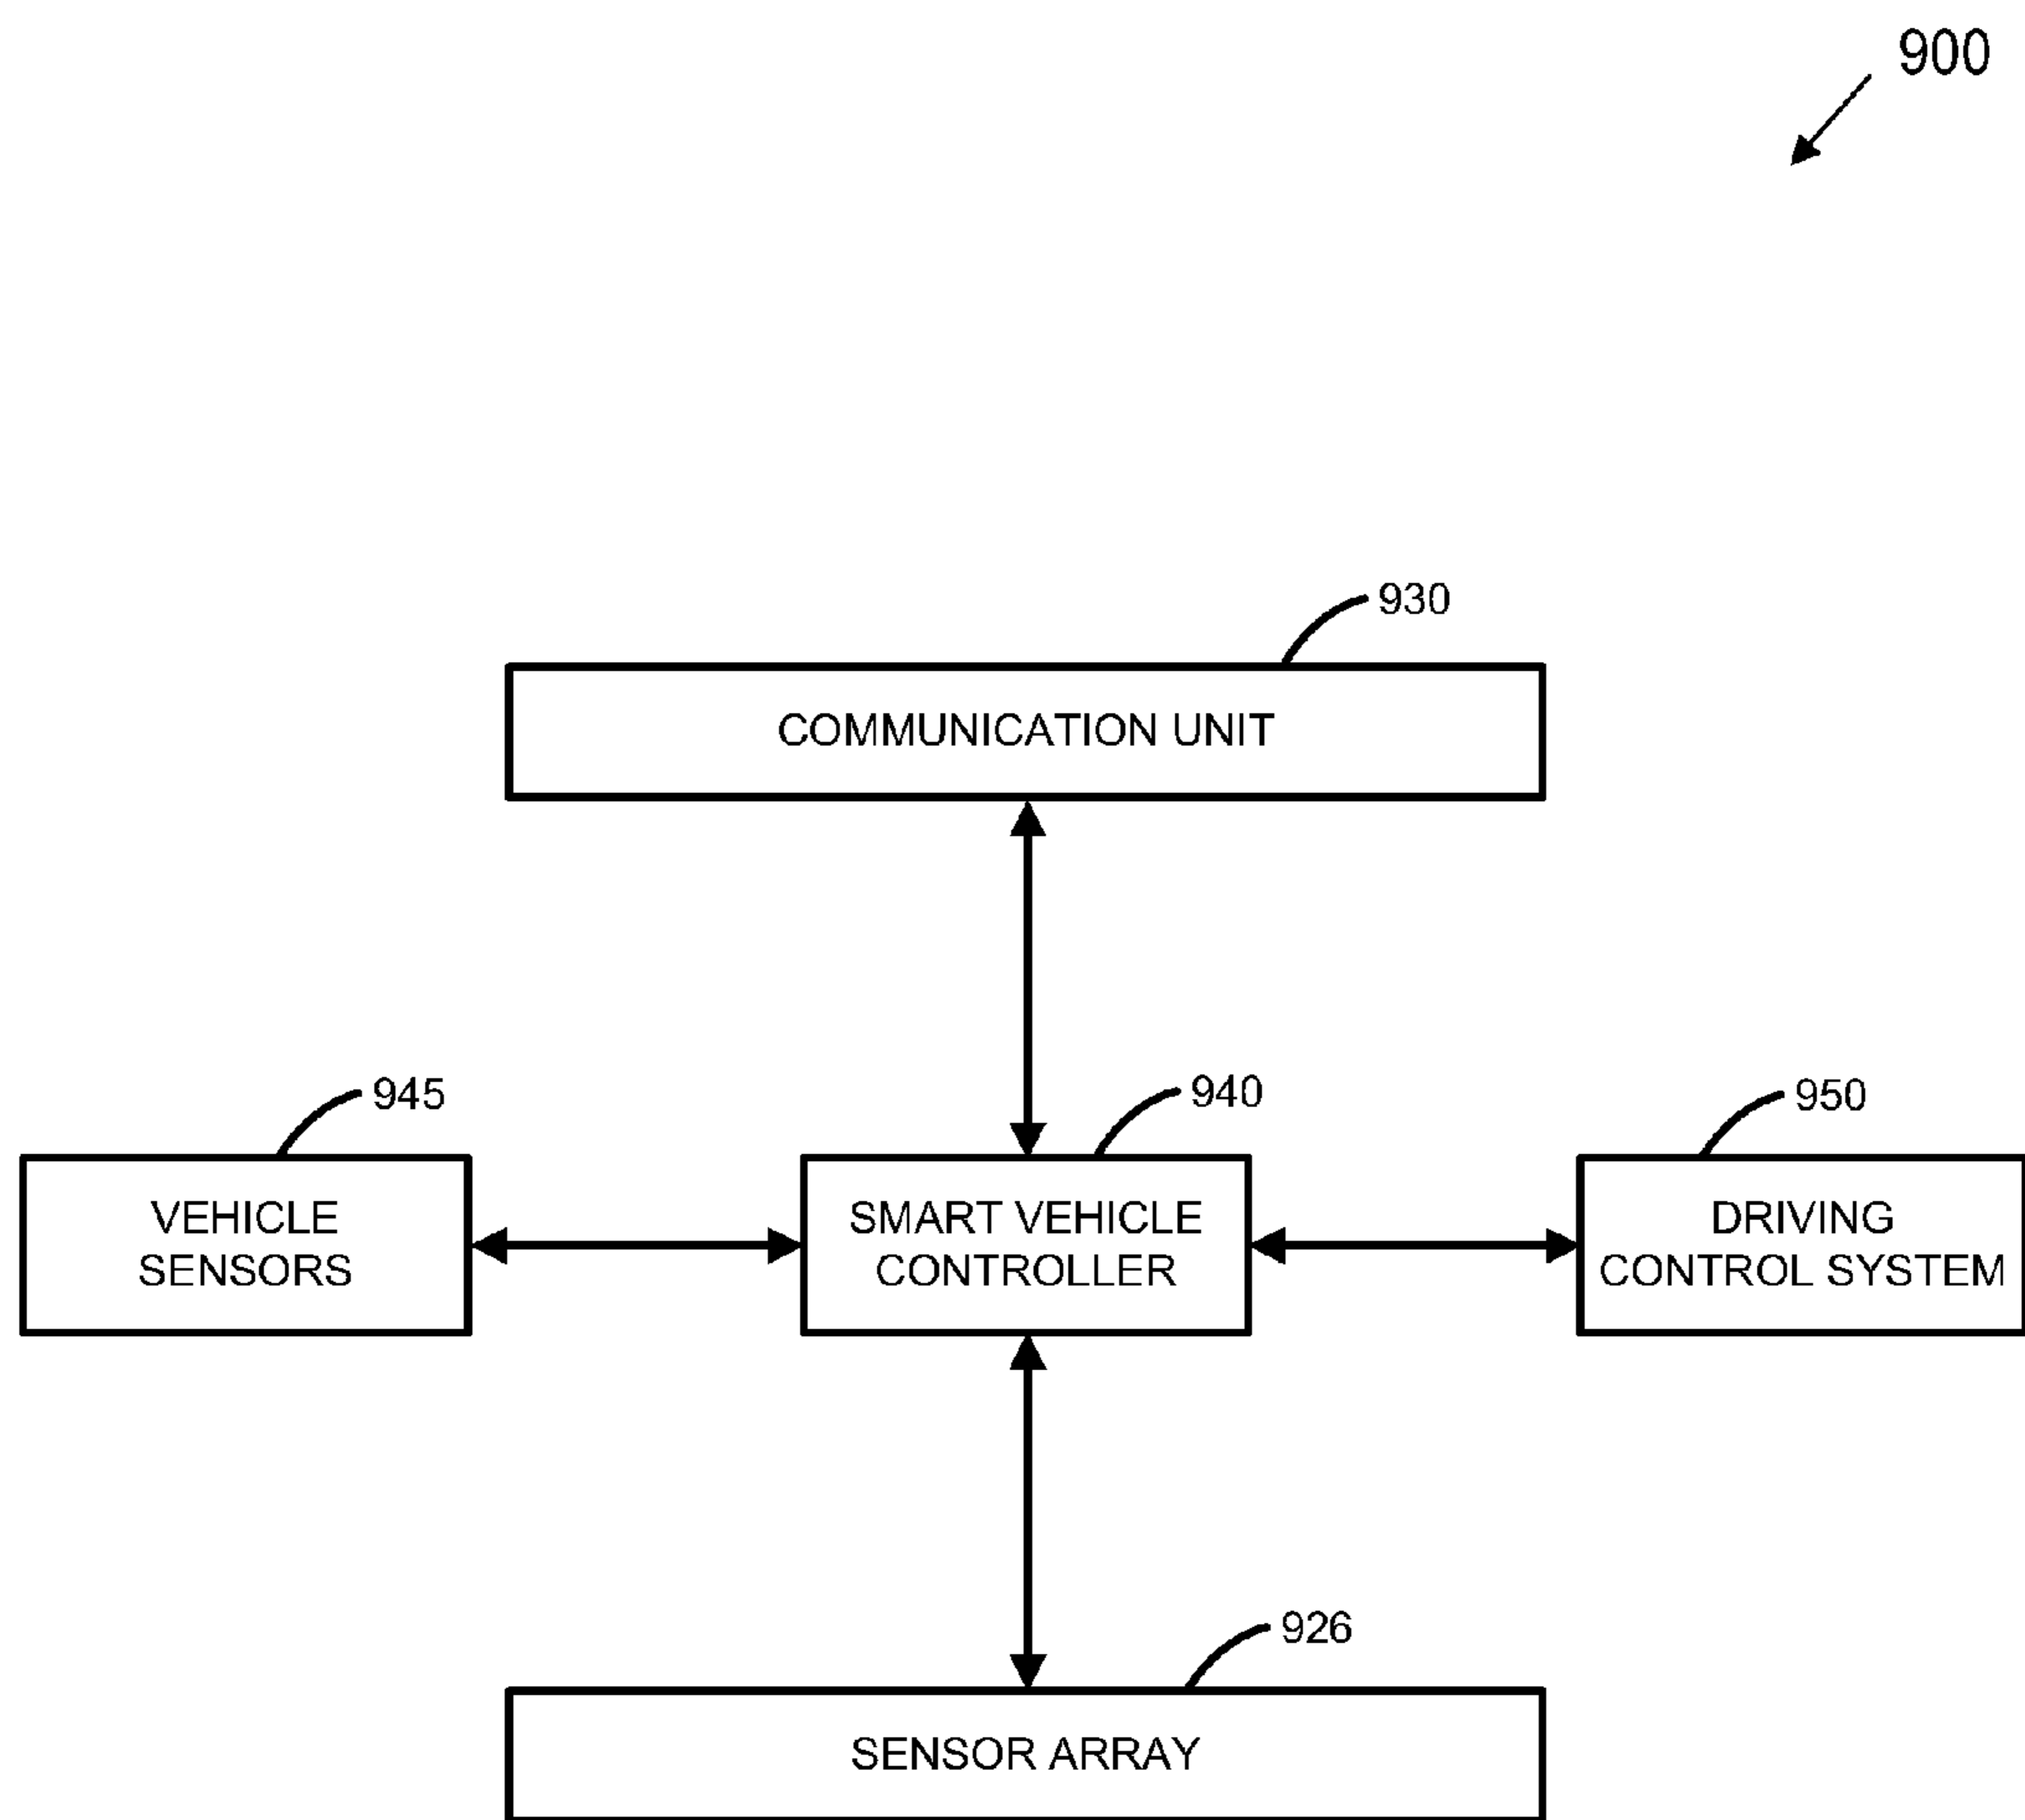 900
930
COMMUNICATION UNIT
945
940
950
VEHICLE
SENSORS
SMART VEHICLE
CONTROLLER
DRIVING
CONTROL SYSTEM
926
SENSOR ARRAY